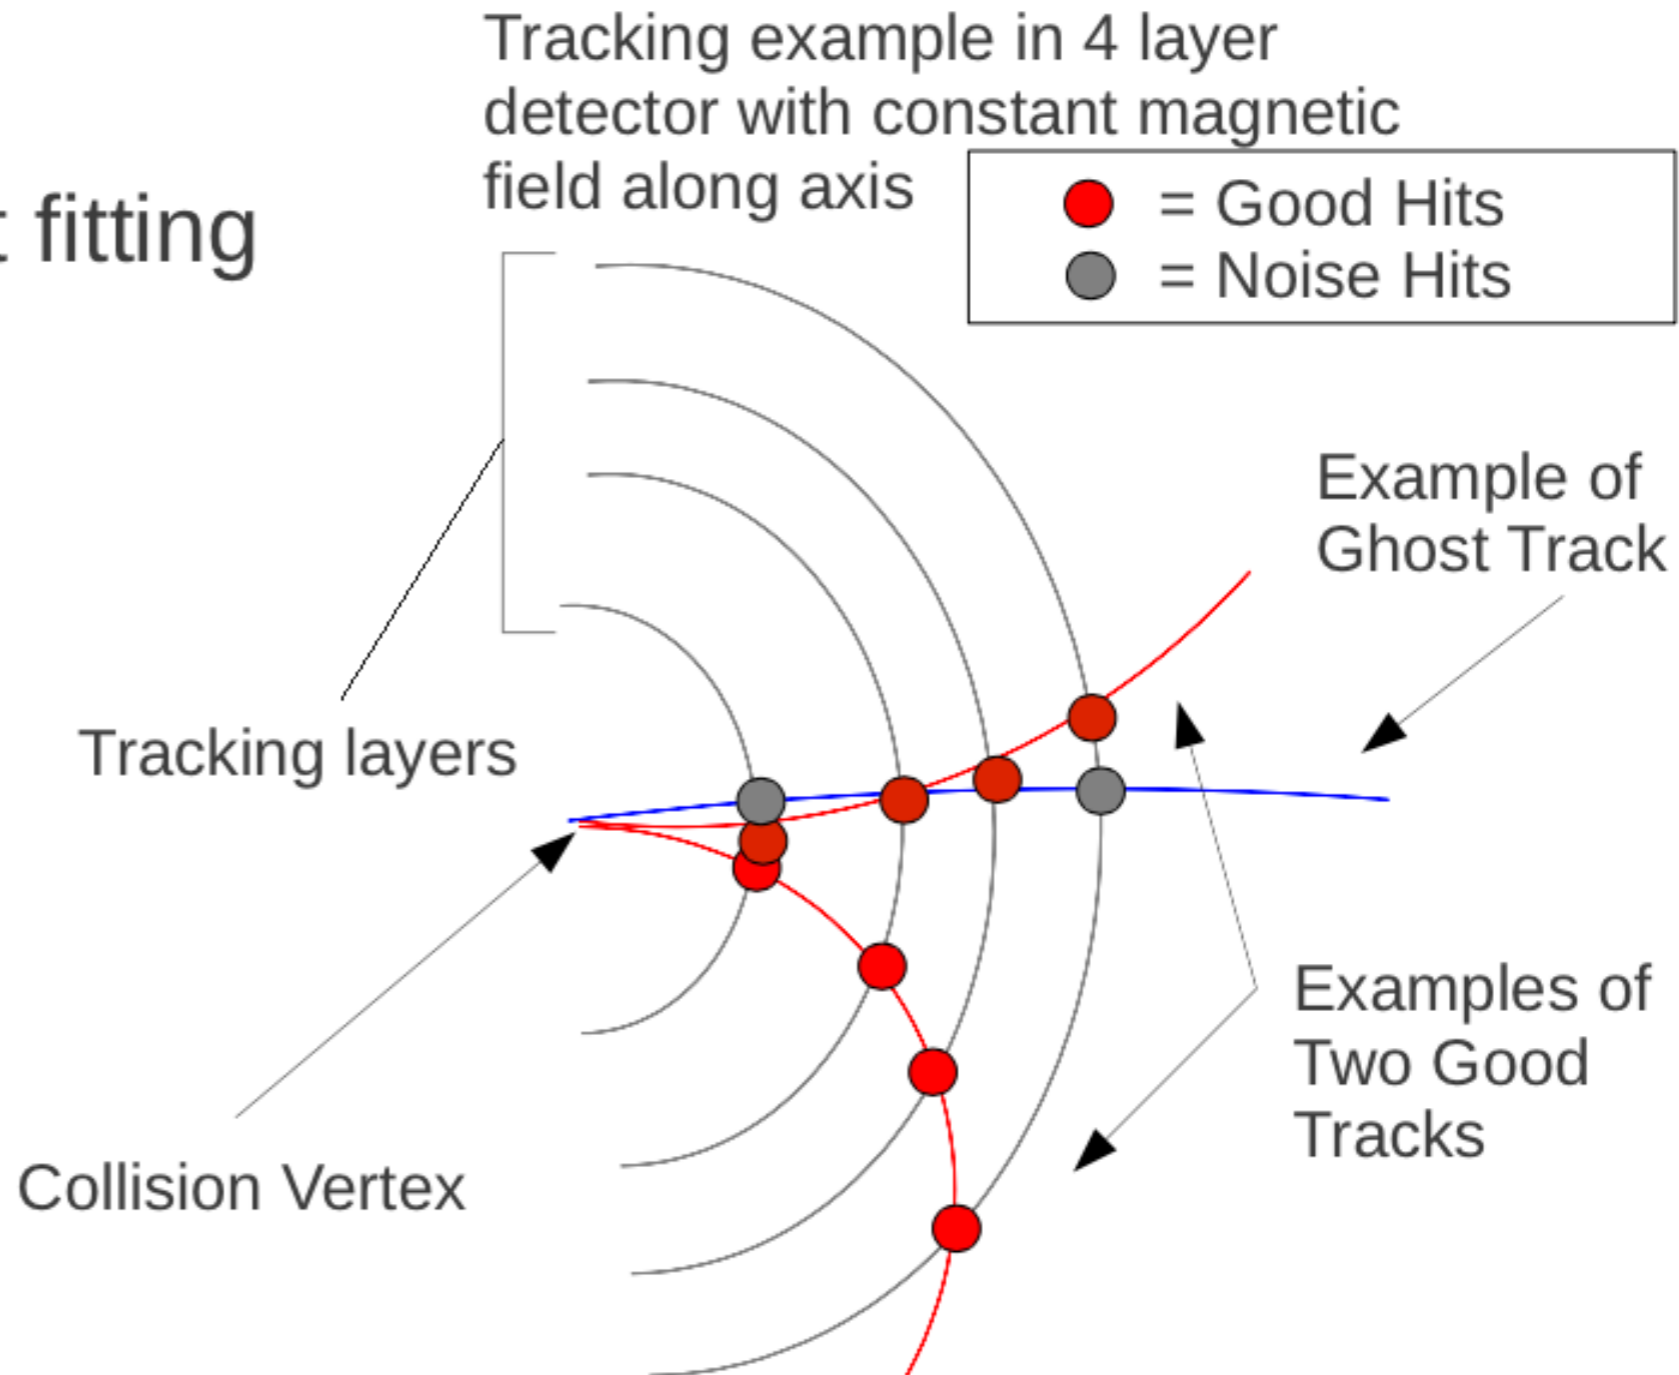 Tracking example in 4 layer
detector with constant magnetic
field along axis
fitting
= Good Hits
= Noise Hits
Example of
Ghost Track
Tracking layers
Examples of
Two Good
Tracks
Collision Vertex